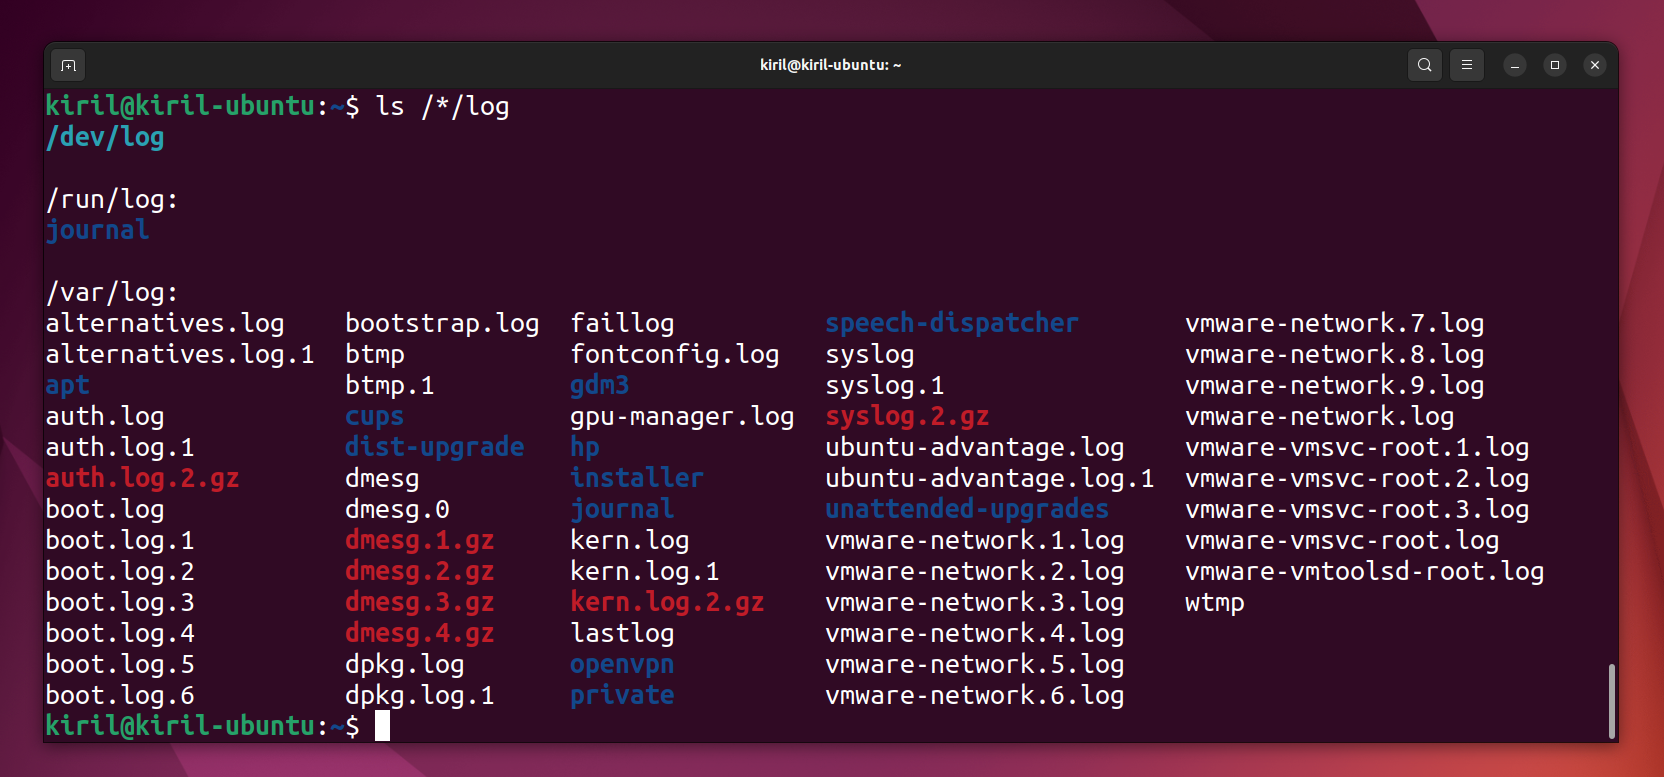 kiril@kiril-ubuntu: ~
kiril@kiril-ubuntu:~$ ls /*/log
/dev/log
/run/log:
journal
/var/log:
alternatives.log bootstrap.log faillog speech-dispatcher vmware-network.7.log
alternatives.log.1 btmp fontconfig.log syslog vmware-network.8.log
apt btmp.1 gdm3 syslog.1 vmware-network.9.log
auth.log cups gpu-manager.log syslog.2.gz vmware-network.log
auth.log.1 dist-upgrade hp ubuntu-advantage.log vmware-vmsvc-root.1.log
auth.log.2.gz dmesg installer ubuntu-advantage.log.1 vmware-vmsvc-root.2.log
boot.log dmesg.0 journal unattended-upgrades vmware-vmsvc-root.3.log
boot.log.1 dmesg.1.gz kern.log vmware-network.1.log vmware-vmsvc-root.log
boot.log.2 dmesg.2.gz kern.log.1 vmware-network.2.log vmware-vmtoolsd-root.log
boot.log.3 dmesg.3.gz kern.log.2.gz vmware-network.3.log wtmp
boot.log.4 dmesg.4.gz lastlog vmware-network.4.log
boot.log.5 dpkg.log openvpn vmware-network.5.log
boot.log.6 dpkg.log.1 private vmware-network.6.log
kiril@kiril-ubuntu:~$